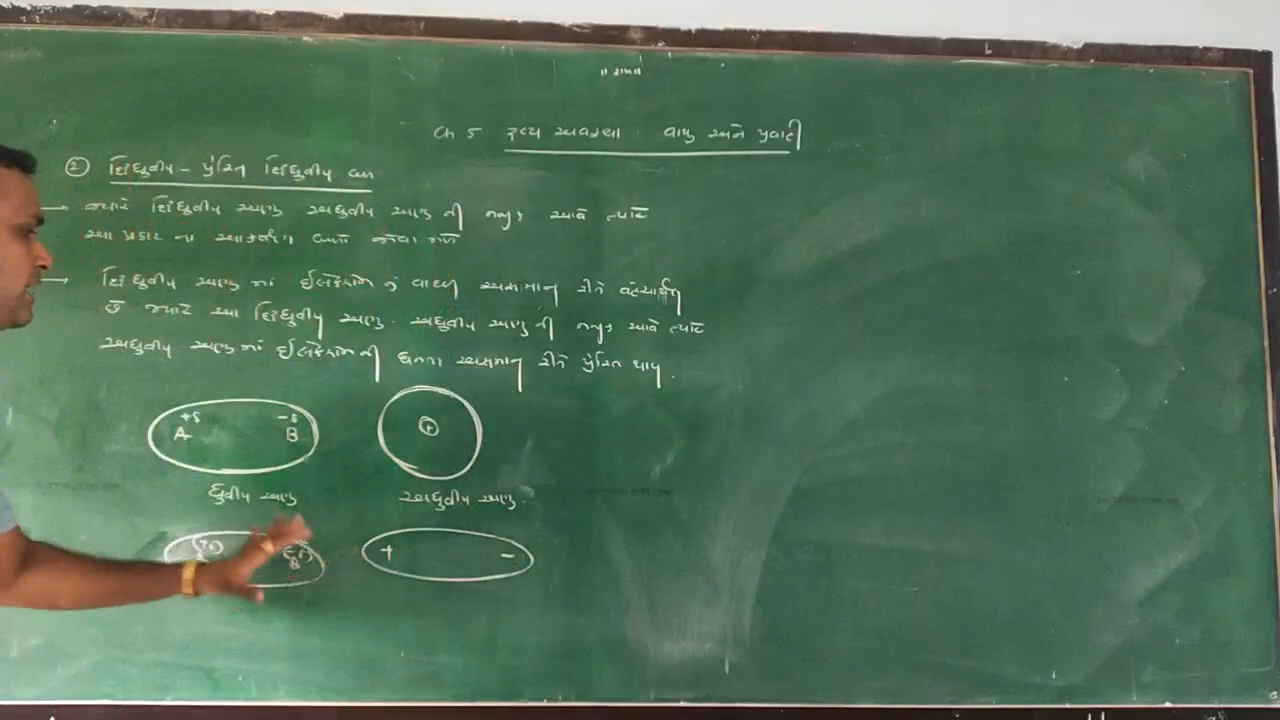 ॥ રામ॥
Ch 5 દ્રવ્ય અવસ્થા. વાયુ અને પ્રવાહી
② દ્વિધ્રુવીય - પ્રેરિત દ્વિધ્રુવીય બળ
→ જ્યારે દ્વિધ્રુવીય અણુ અધ્રુવીય અણુ ની નજીક આવે ત્યારે
આ પ્રકાર ના આકર્ષણ બળો જોવા મળે
→ દ્વિધ્રુવીય અણુ માં ઈલેક્ટ્રોન નું વાદળ અસમાન રીતે વહેંચાયેલ
છે જ્યારે આ દ્વિધ્રુવીય અણુ. અધ્રુવીય અણુ ની નજીક આવે ત્યારે
અધ્રુવીય અણુ માં ઈલેક્ટ્રોન ની ઘનતા અસમાન રીતે પ્રેરિત થાય.
+δ -δ
A B +
ધ્રુવીય અણુ અધ્રુવીય અણુ.
B + -